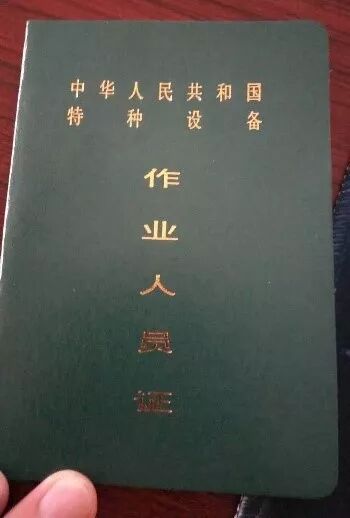 中华人民共和国
特种设备
作业人员证